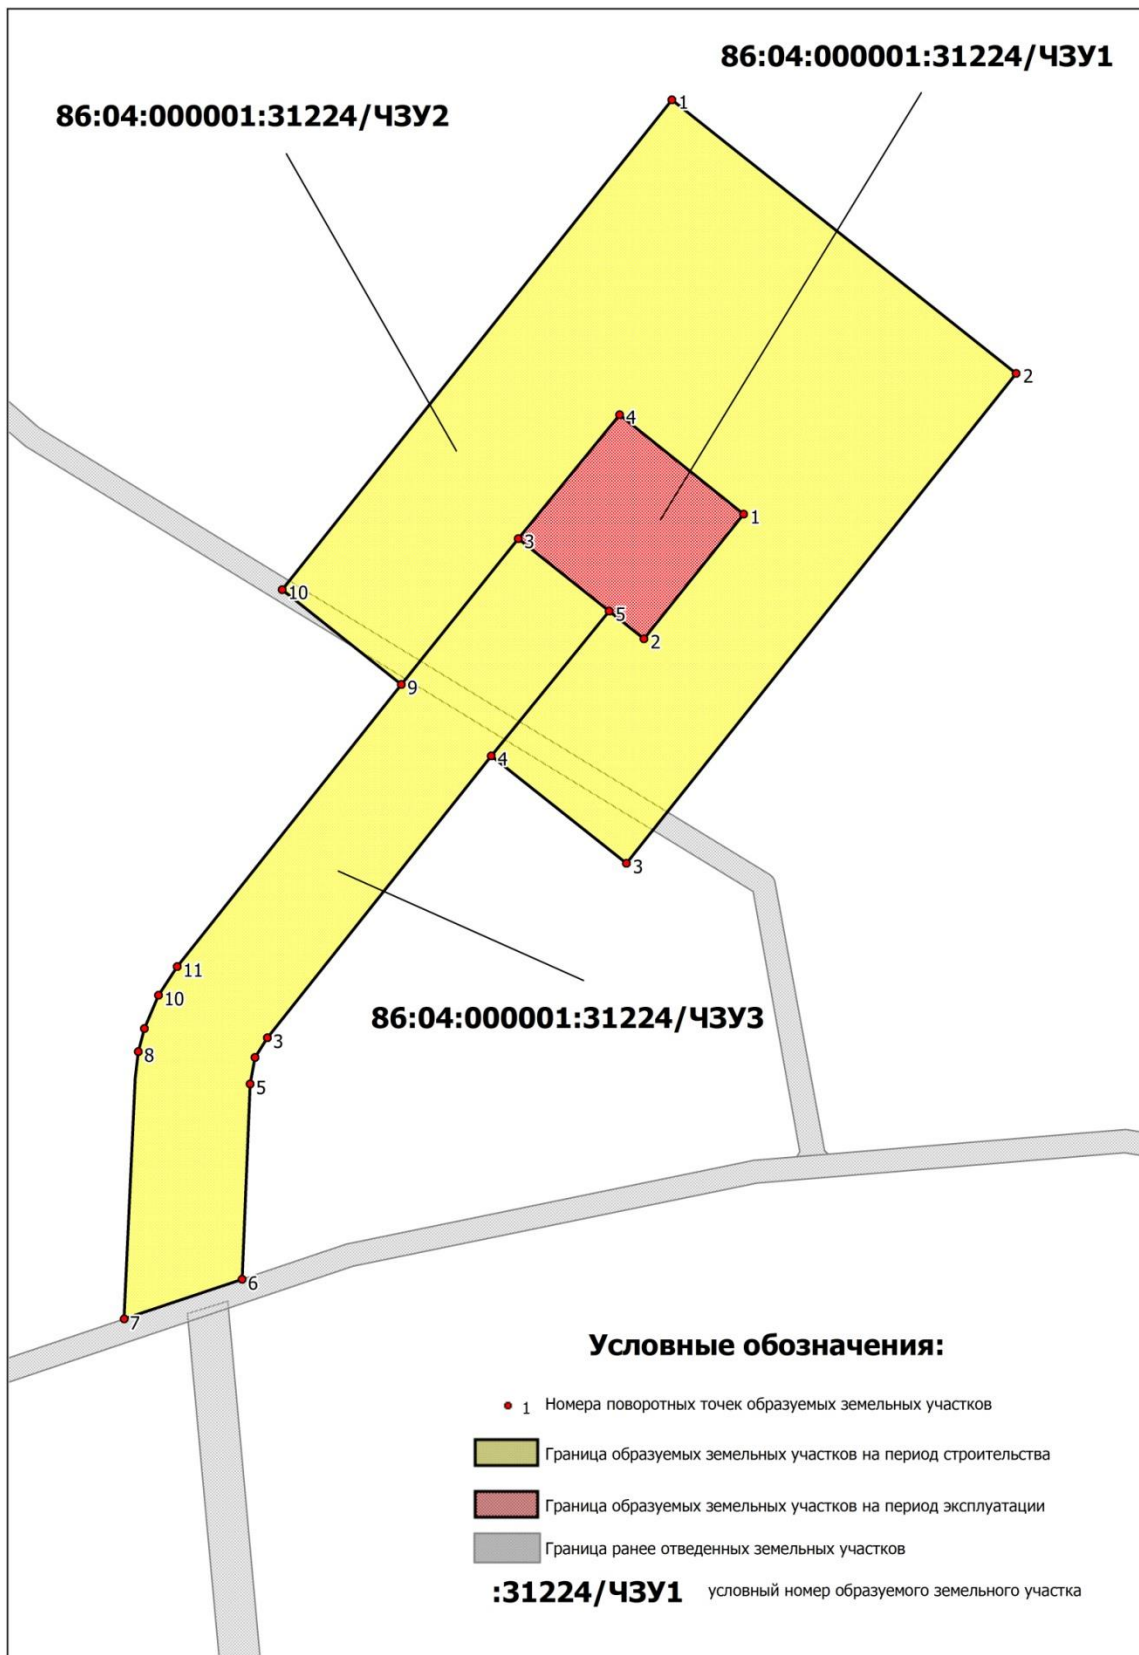 86:04:000001:31224/ЧЗУ1
86:04:000001:31224/ЧЗУ2
1
2
4
1
3
10
5
2
9
4
3
11
10
86:04:000001:31224/ЧЗУ3
3
8
5
6
7
Условные обозначения:
1 Номера поворотных точек образуемых земельных участков
Граница образуемых земельных участков на период строительства
Граница образуемых земельных участков на период эксплуатации
Граница ранее отведенных земельных участков
:31224/ЧЗУ1 условный номер образуемого земельного участка